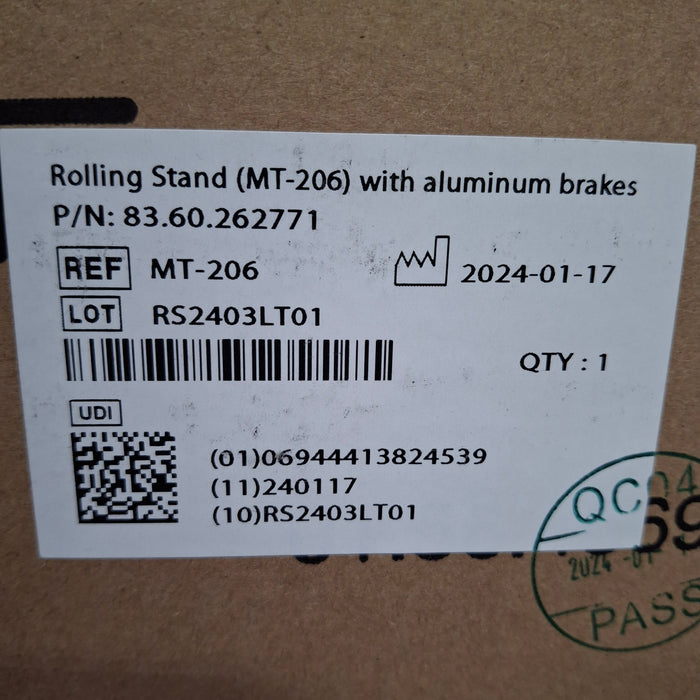 Rolling Stand (MT-206) with aluminum brakes
P/N: 83.60.262771
REF MT-206 2024-01-17
LOT RS2403LT01
QTY : 1
UDI
(01)06944413824539
(11)240117
(10)RS2403LT01
QC04
2024-01
PASS